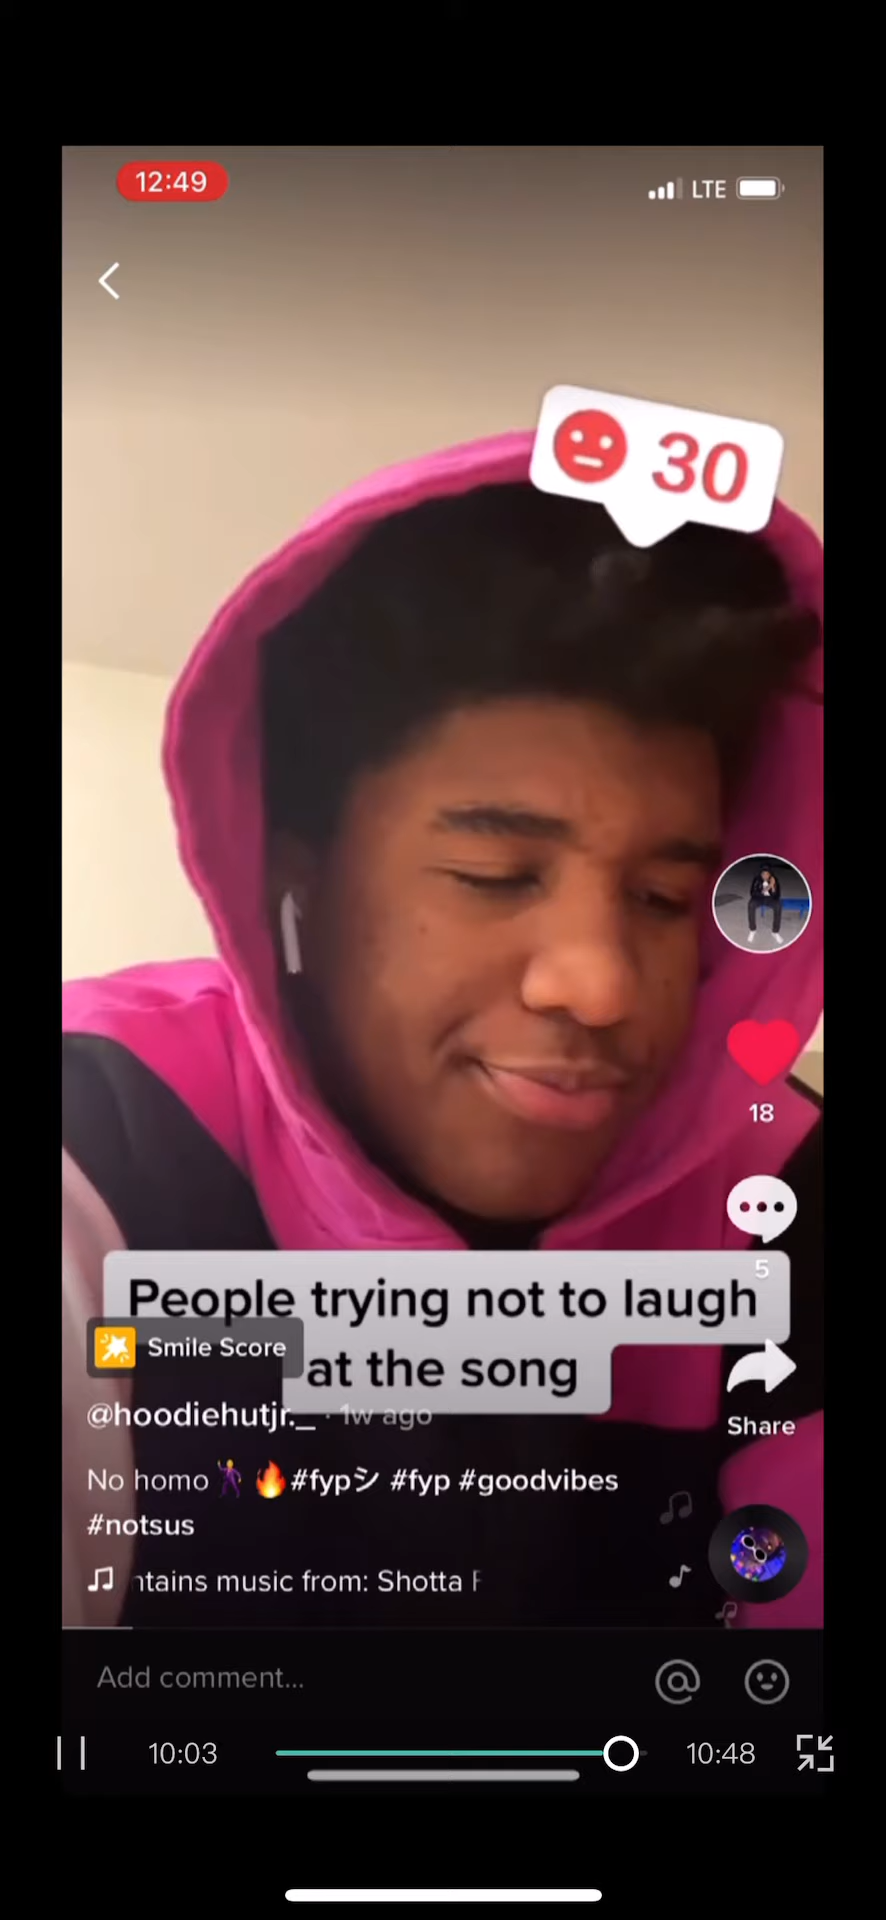 12:49
LTE
30
People trying not to laugh
at the song
Smile Score
@hoodiehutjr._ · 1w ago
No homo🕺🔥#fypシ #fyp #goodvibes
#notsus
ntains music from: Shotta F
18
5
Share
Add comment...
10:03
10:48